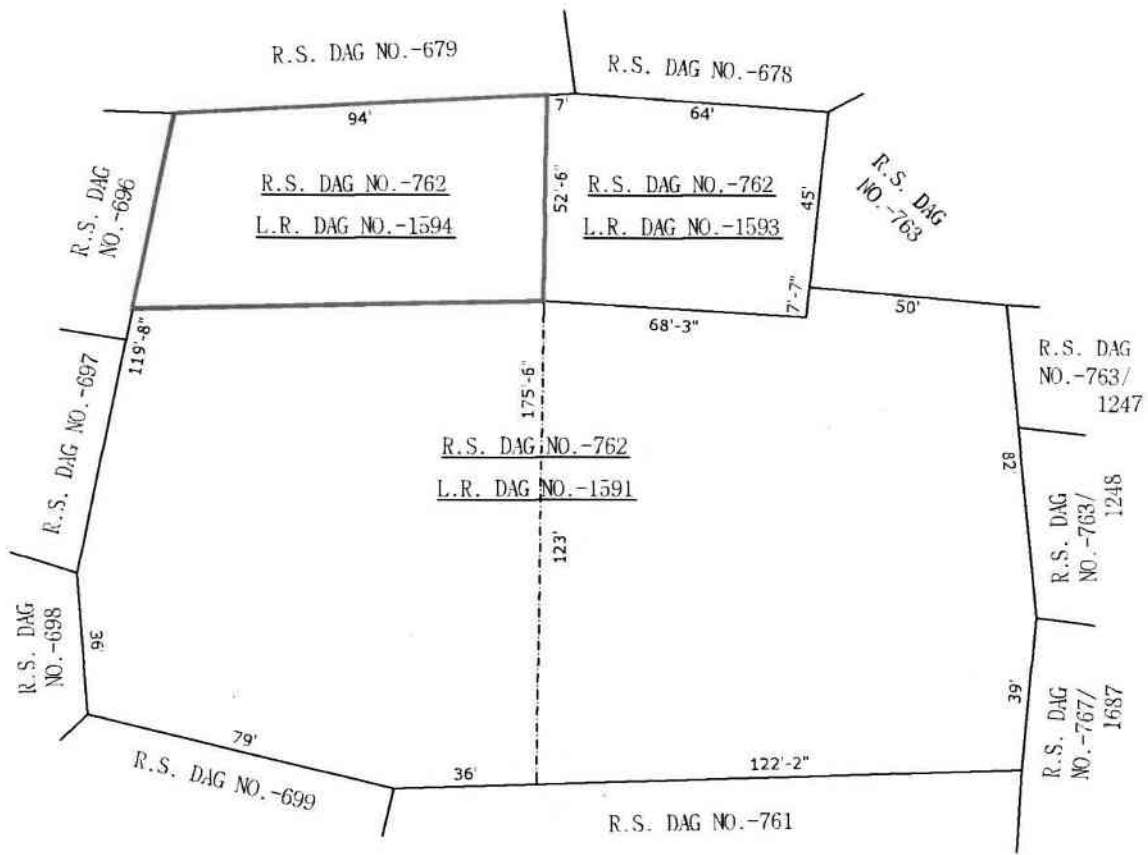 R.S. DAG NO.-679
R.S. DAG NO.-678
94'
7'
64'
R.S. DAG
NO.-696
R.S. DAG NO.-762
L.R. DAG NO.-1594
52'-6"
R.S. DAG NO.-762
L.R. DAG NO.-1593
45'
R.S. DAG
NO.-763
7'-7"
50'
68'-3"
119'-8"
175'-6"
R.S. DAG
NO.-763/
1247
R.S. DAG NO.-697
R.S. DAG NO.-762
L.R. DAG NO.-1591
82'
R.S. DAG
NO.-763/
1248
123'
R.S. DAG
NO.-698
36'
39'
R.S. DAG
NO.-767/
1687
79'
R.S. DAG NO.-699
36'
122'-2"
R.S. DAG NO.-761